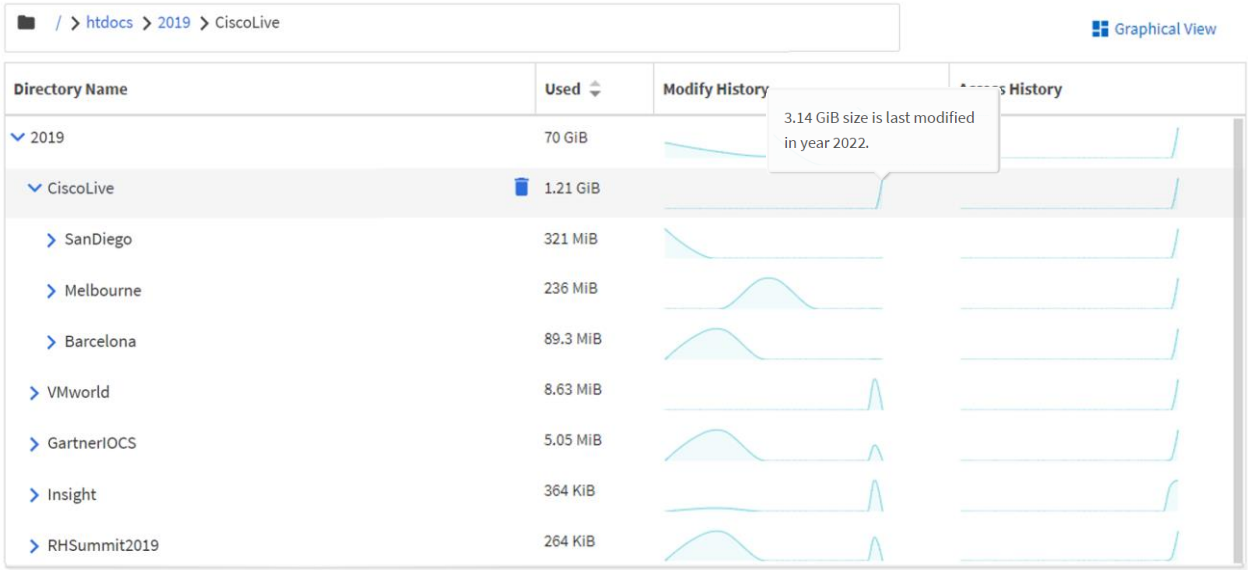 / > htdocs > 2019 > CiscoLive
Graphical View
Directory Name Used Modify History History
3.14 GiB size is last modified
in year 2022.
2019 70 GiB
CiscoLive 1.21 GiB
SanDiego 321 MiB
Melbourne 236 MiB
Barcelona 89.3 MiB
VMworld 8.63 MiB
GartnerIOCS 5.05 MiB
Insight 364 KiB
RHSummit2019 264 KiB